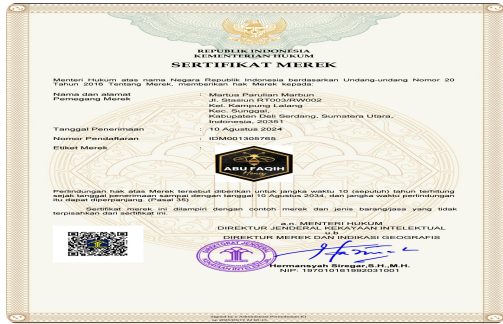 REPUBLIK INDONESIA
KEMENTERIAN HUKUM
SERTIFIKAT MEREK
Menteri Hukum atas nama Negara Republik Indonesia berdasarkan Undang-undang Nomor 20
Tahun 2016 Tentang Merek, memberikan hak Merek kepada:
Nama dan alamat Pemegang Merek : Martua Parulian Marbun
Jl. Stasiun RT003/RW002
Kel. Kampung Lalang
Kec. Sunggal,
Kabupaten Deli Serdang, Sumatera Utara,
Indonesia, 20351
Tanggal Penerimaan : 10 Agustus 2024
Nomor Pendaftaran : IDM001305765
Etiket Merek :
ABU FAQIH
Honey
Perlindungan hak atas Merek tersebut diberikan untuk jangka waktu 10 (sepuluh) tahun terhitung
sejak tanggal penerimaan sampai dengan tanggal 10 Agustus 2034, dan jangka waktu perlindungan
itu dapat diperpanjang. (Pasal 35)
Sertifikat merek ini dilampiri dengan contoh merek dan jenis barang/jasa yang tidak
terpisahkan dari sertifikat ini.
a.n. MENTERI HUKUM
DIREKTUR JENDERAL KEKAYAAN INTELEKTUAL
u.b
DIREKTUR MEREK DAN INDIKASI GEOGRAFIS
Hermansyah Siregar,S.H.,M.H.
NIP. 197010161992031001